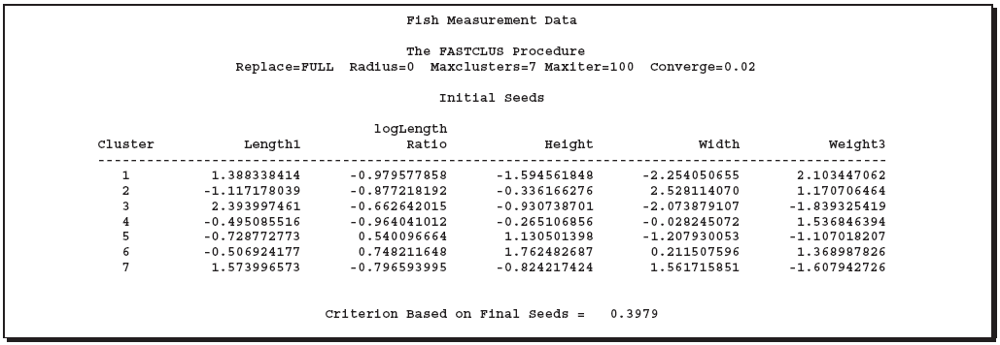 Fish Measurement Data
The FASTCLUS Procedure
Replace=FULL Radius=0 Maxclusters=7 Maxiter=100 Converge=0.02
Initial Seeds
logLength
Cluster Length1 Ratio Height Width Weight3
1 1.388338414 -0.979577858 -1.594561848 -2.254050655 2.103447062
2 -1.117178039 -0.877218192 -0.336166276 2.528114070 1.170706464
3 2.393997461 -0.662642015 -0.930738701 -2.073879107 -1.839325419
4 -0.495085516 -0.964041012 -0.265106856 -0.028245072 1.536846394
5 -0.728772773 0.540096664 1.130501398 -1.207930053 -1.107018207
6 -0.506924177 0.748211648 1.762482687 0.211507596 1.368987826
7 1.573996573 -0.796593995 -0.824217424 1.561715851 -1.607942726
Criterion Based on Final Seeds = 0.3979